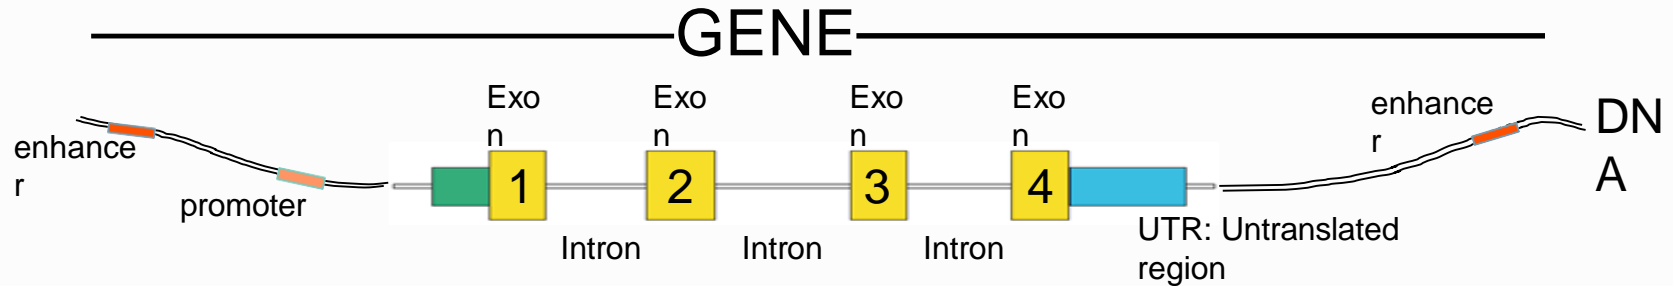 GENE
Exo
n
Exo
n
Exo
n
Exo
n
enhance
r
DN
A
enhance
r
promoter
1
2
3
4
Intron
Intron
Intron
UTR: Untranslated
region